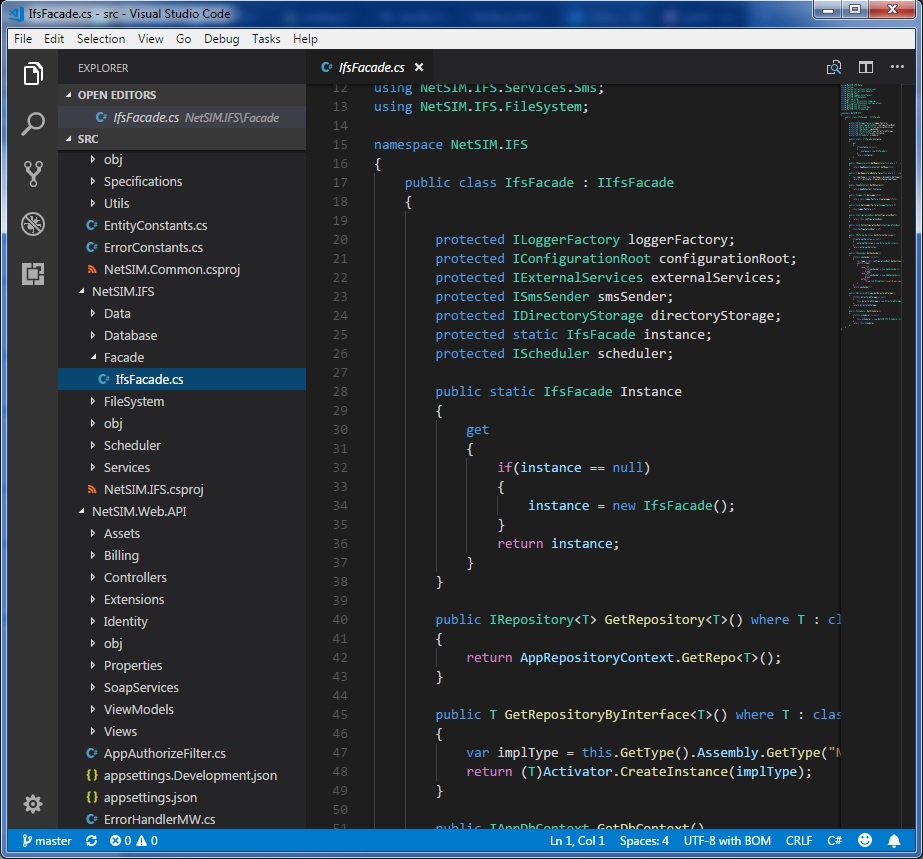 IfsFacade.cs - src - Visual Studio Code
File Edit Selection View Go Debug Tasks Help
EXPLORER
OPEN EDITORS
IfsFacade.cs NetSIM.IFS\Facade
SRC
obj
Specifications
Utils
EntityConstants.cs
ErrorConstants.cs
NetSIM.Common.csproj
NetSIM.IFS
Data
Database
Facade
IfsFacade.cs
FileSystem
obj
Scheduler
Services
NetSIM.IFS.csproj
NetSIM.Web.API
Assets
Billing
Controllers
Extensions
Identity
obj
Properties
SoapServices
ViewModels
Views
AppAuthorizeFilter.cs
appsettings.Development.json
appsettings.json
ErrorHandlerMW.cs
IfsFacade.cs
12 using NetSIM.IFS.Services.Sms;
13 using NetSIM.IFS.FileSystem;
14
15 namespace NetSIM.IFS
16 {
17 public class IfsFacade : IIfsFacade
18 {
19
20 protected ILoggerFactory loggerFactory;
21 protected IConfigurationRoot configurationRoot;
22 protected IExternalServices externalServices;
23 protected ISmsSender smsSender;
24 protected IDirectoryStorage directoryStorage;
25 protected static IfsFacade instance;
26 protected IScheduler scheduler;
27
28 public static IfsFacade Instance
29 {
30 get
31 {
32 if(instance == null)
33 {
34 instance = new IfsFacade();
35 }
36 return instance;
37 }
38 }
39
40 public IRepository<T> GetRepository<T>() where T : cl
41 {
42 return AppRepositoryContext.GetRepo<T>();
43 }
44
45 public T GetRepositoryByInterface<T>() where T : clas
46 {
47 var implType = this.GetType().Assembly.GetType("N
48 return (T)Activator.CreateInstance(implType);
49 }
50
51 public IAppDbContext GetDbContext()
master 0 0 Ln 1, Col 1 Spaces: 4 UTF-8 with BOM CRLF C#